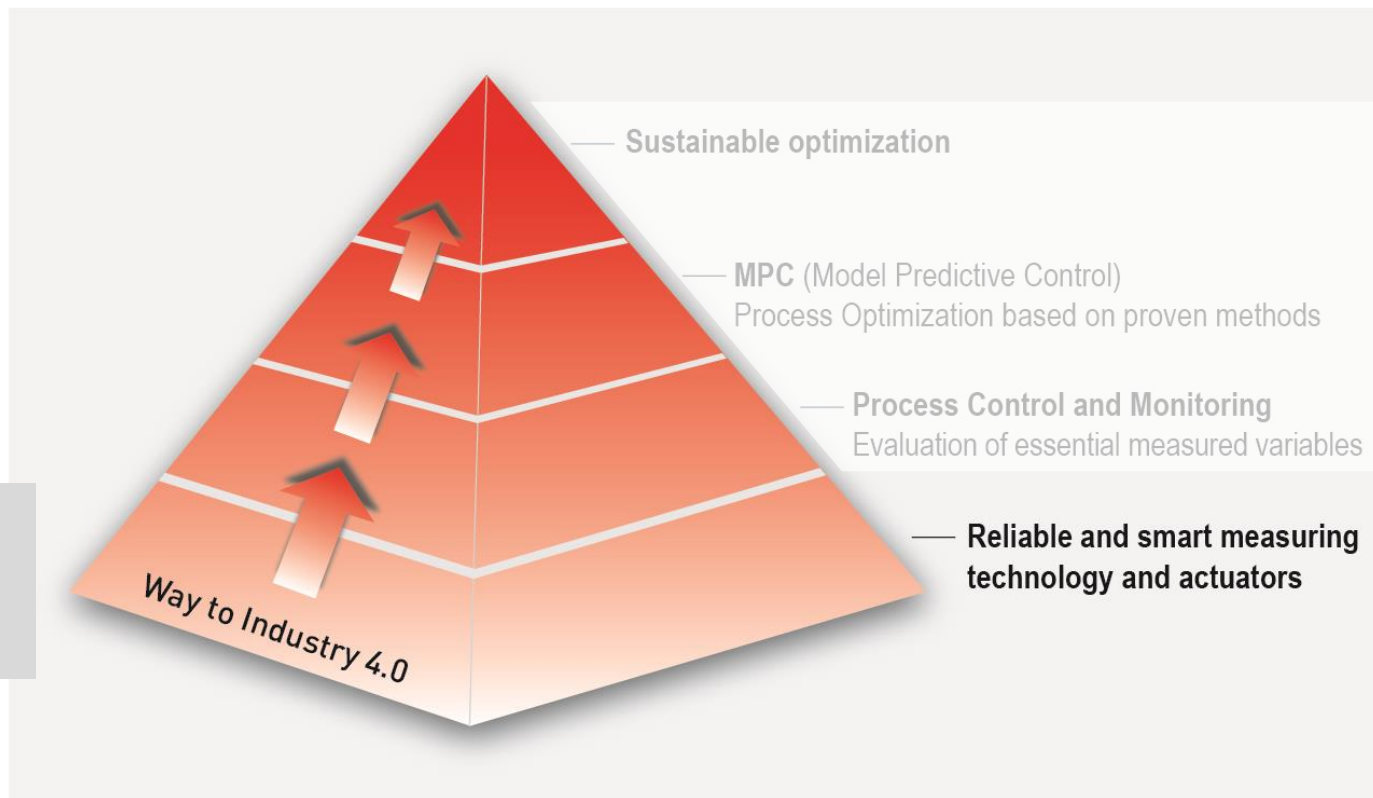 Sustainable optimization
MPC (Model Predictive Control)
Process Optimization based on proven methods
Process Control and Monitoring
Evaluation of essential measured variables
Reliable and smart measuring
technology and actuators
Way to Industry 4.0